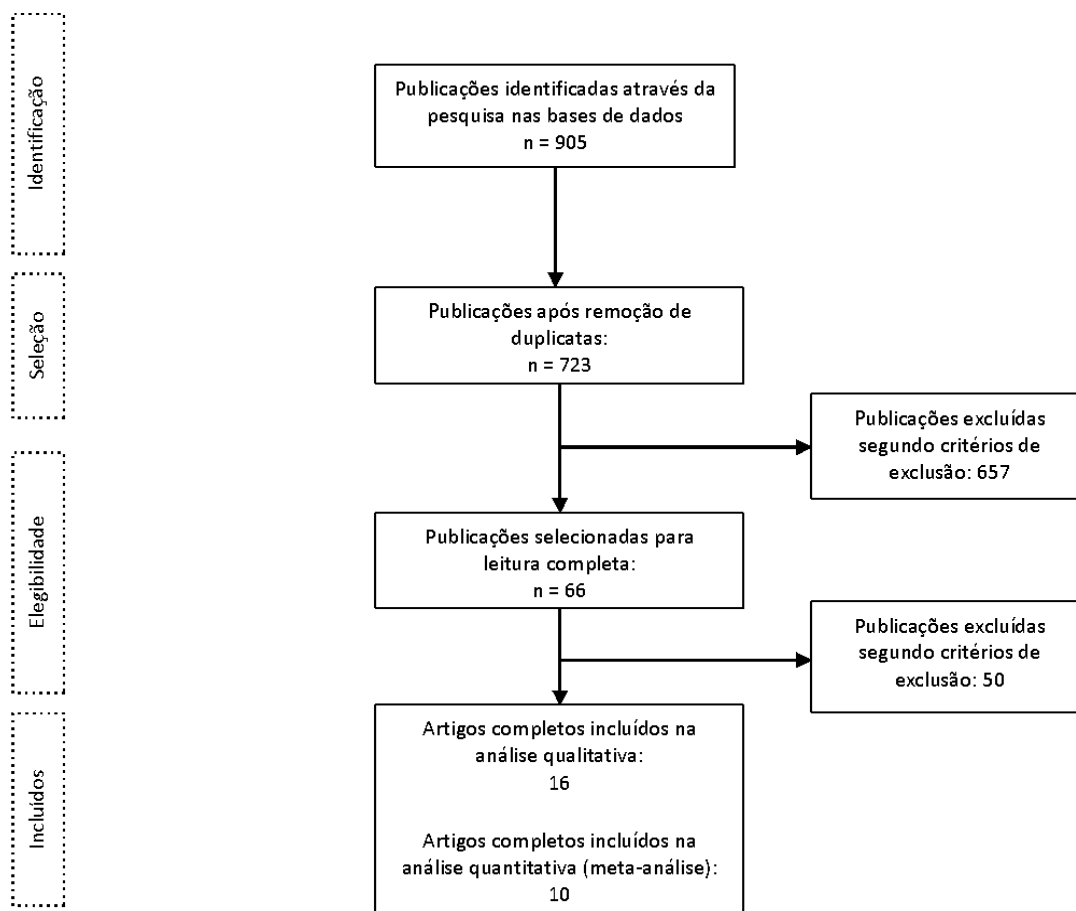 Identificação
Publicações identificadas através da
pesquisa nas bases de dados
n = 905
Seleção
Publicações após remoção de
duplicatas:
n = 723
Publicações excluídas
segundo critérios de
exclusão: 657
Elegibilidade
Publicações selecionadas para
leitura completa:
n = 66
Publicações excluídas
segundo critérios de
exclusão: 50
Incluídos
Artigos completos incluídos na
análise qualitativa:
16
Artigos completos incluídos na
análise quantitativa (meta-análise):
10